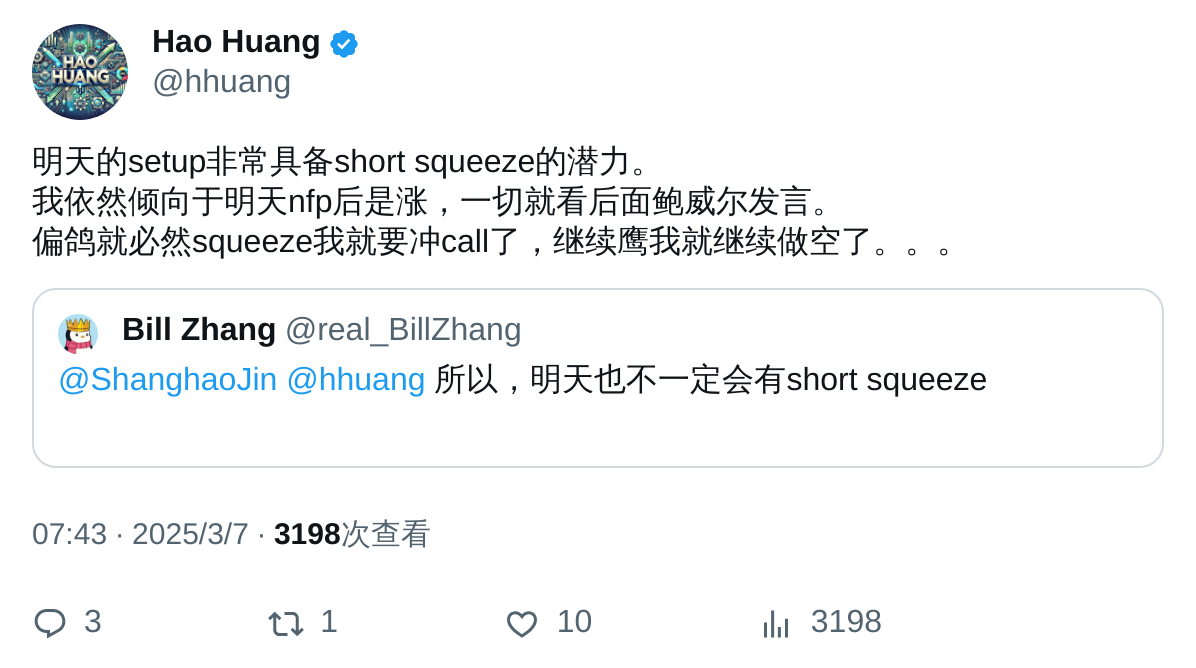 Hao Huang
@hhuang
HAO
HUANG
明天的setup非常具备short squeeze的潜力。
我依然倾向于明天nfp后是涨，一切就看后面鲍威尔发言。
偏鸽就必然squeeze我就要冲call了，继续鹰我就继续做空了。。。
Bill Zhang @real_BillZhang
@ShanghaoJin @hhuang 所以，明天也不一定会有short squeeze
07:43 · 2025/3/7 · 3198次查看
3 1 10 3198